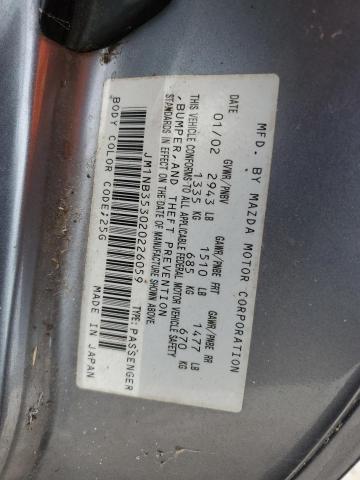 MFD. BY MAZDA MOTOR CORPORATION
DATE GVWR/PNBV GAWR/PNBE FRT GAWR/PNBE RR
01/02 2943 LB 1510 LB 1477 LB
1335 KG 685 KG 670 KG
THIS VEHICLE CONFORMS TO ALL APPLICABLE FEDERAL MOTOR VEHICLE SAFETY
, BUMPER, AND THEFT PREVENTION
STANDARDS IN EFFECT ON THE DATE OF MANUFACTURE SHOWN ABOVE.
JM1NB353020226059 TYPE: PASSENGER
BODY COLOR CODE; 25G MADE IN JAPAN